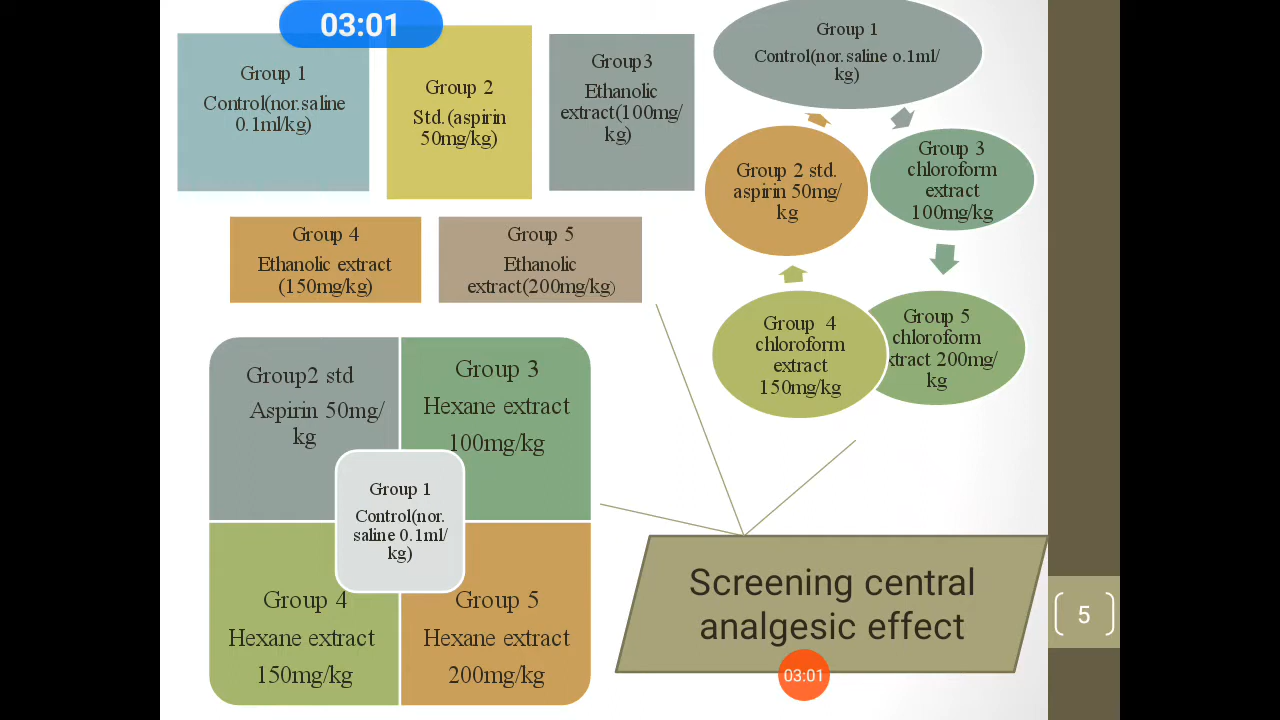 03:01
Group 1
Control(nor.saline
0.1ml/kg)
Group 2
Std.(aspirin
50mg/kg)
Group3
Ethanolic
extract(100mg/
kg)
Group 4
Ethanolic extract
(150mg/kg)
Group 5
Ethanolic
extract(200mg/kg)
Group 1
Control(nor.saline o.1ml/
kg)
Group 2 std.
aspirin 50mg/
kg
Group 3
chloroform
extract
100mg/kg
Group 4
chloroform
extract
150mg/kg
Group 5
chloroform
xtract 200mg/
kg
Group2 std
Aspirin 50mg/
kg
Group 3
Hexane extract
100mg/kg
Group 1
Control(nor.
saline 0.1ml/
kg)
Group 4
Hexane extract
150mg/kg
Group 5
Hexane extract
200mg/kg
Screening central
analgesic effect
03:01
5